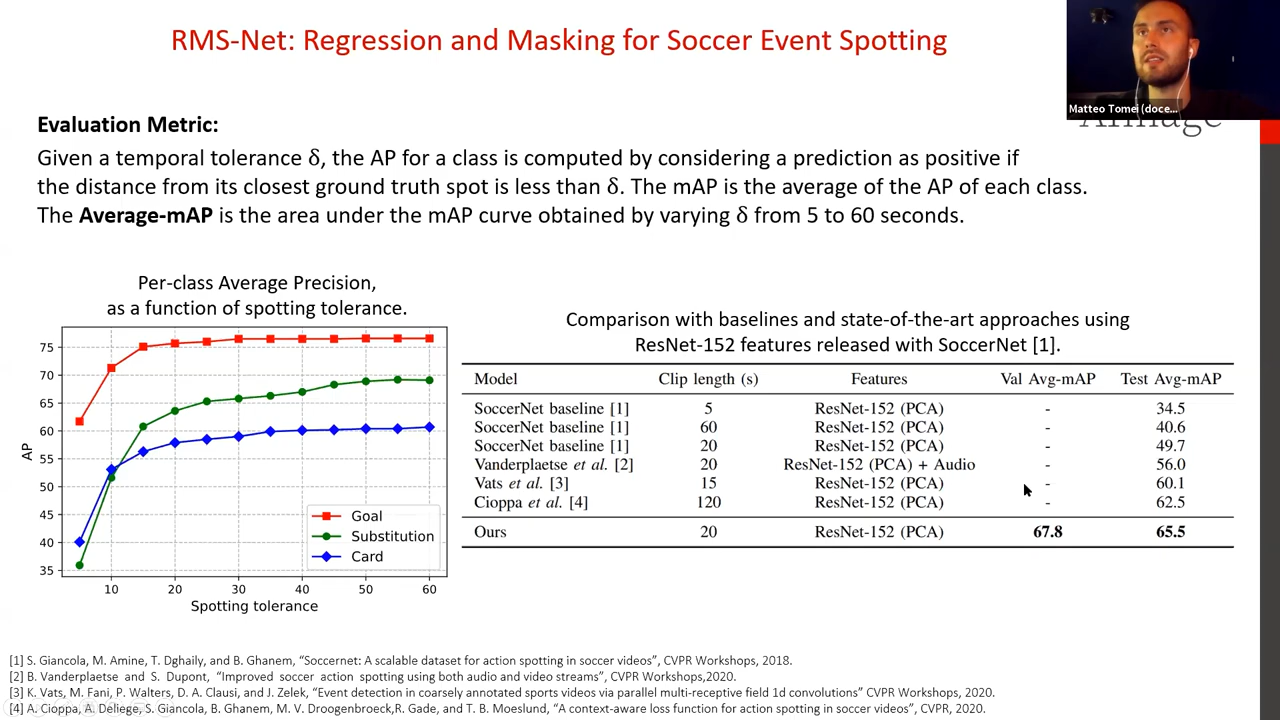 RMS-Net: Regression and Masking for Soccer Event Spotting
Matteo Tomei (doce...
Evaluation Metric:
Given a temporal tolerance δ, the AP for a class is computed by considering a prediction as positive if
the distance from its closest ground truth spot is less than δ. The mAP is the average of the AP of each class.
The Average-mAP is the area under the mAP curve obtained by varying δ from 5 to 60 seconds.
Per-class Average Precision,
as a function of spotting tolerance.
75
70
65
60
55
50
45
40
35
AP
10 20 30 40 50 60
Spotting tolerance
Goal
Substitution
Card
Comparison with baselines and state-of-the-art approaches using
ResNet-152 features released with SoccerNet [1].
Model Clip length (s) Features Val Avg-mAP Test Avg-mAP
SoccerNet baseline [1] 5 ResNet-152 (PCA) - 34.5
SoccerNet baseline [1] 60 ResNet-152 (PCA) - 40.6
SoccerNet baseline [1] 20 ResNet-152 (PCA) - 49.7
Vanderplaetse et al. [2] 20 ResNet-152 (PCA) + Audio - 56.0
Vats et al. [3] 15 ResNet-152 (PCA) - 60.1
Cioppa et al. [4] 120 ResNet-152 (PCA) - 62.5
Ours 20 ResNet-152 (PCA) 67.8 65.5
[1] S. Giancola, M. Amine, T. Dghaily, and B. Ghanem, “Soccernet: A scalable dataset for action spotting in soccer videos”, CVPR Workshops, 2018.
[2] B. Vanderplaetse and S. Dupont, “Improved soccer action spotting using both audio and video streams”, CVPR Workshops,2020.
[3] K. Vats, M. Fani, P. Walters, D. A. Clausi, and J. Zelek, “Event detection in coarsely annotated sports videos via parallel multi-receptive field 1d convolutions” CVPR Workshops, 2020.
[4] A. Cioppa, A. Deliege, S. Giancola, B. Ghanem, M. V. Droogenbroeck,R. Gade, and T. B. Moeslund, “A context-aware loss function for action spotting in soccer videos”, CVPR, 2020.